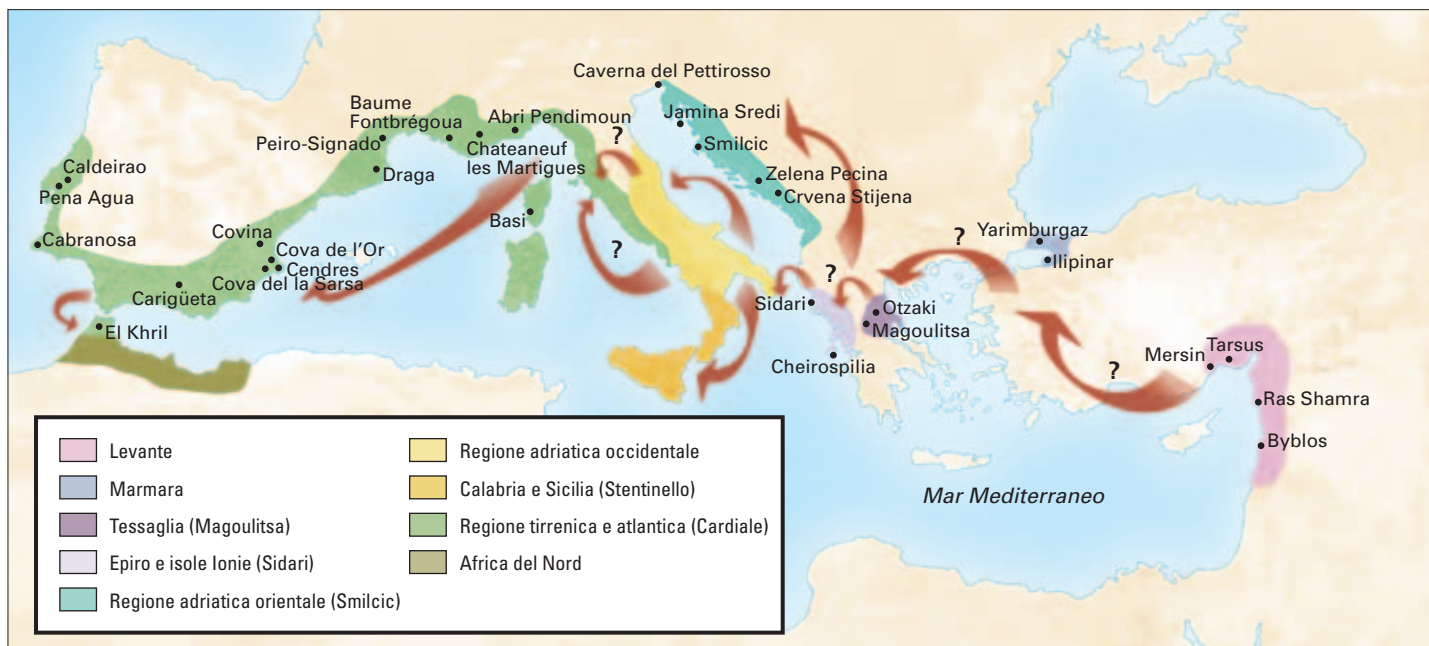 Caverna del Pettirosso
Baume
Fontbrégoua
Abri Pendimoun
Jamina Sredi
?
Peiro-Signado
Chateaneuf
les Martigues
Smilcic
Caldeirao
Draga
Zelena Pecina
Pena Agua
Crvena Stijena
Basi
Covina
Yarimburgaz
Cabranosa
Cova de l'Or
?
?
Ilipinar
Cendres
?
Cova del la Sarsa
Carigüeta
Sidari
Otzaki
El Khril
Magoulitsa
Tarsus
Mersin
Cheirospilia
?
Ras Shamra
Byblos
Mar Mediterraneo
Levante
Marmara
Tessaglia (Magoulitsa)
Epiro e isole Ionie (Sidari)
Regione adriatica orientale (Smilcic)
Regione adriatica occidentale
Calabria e Sicilia (Stentinello)
Regione tirrenica e atlantica (Cardiale)
Africa del Nord